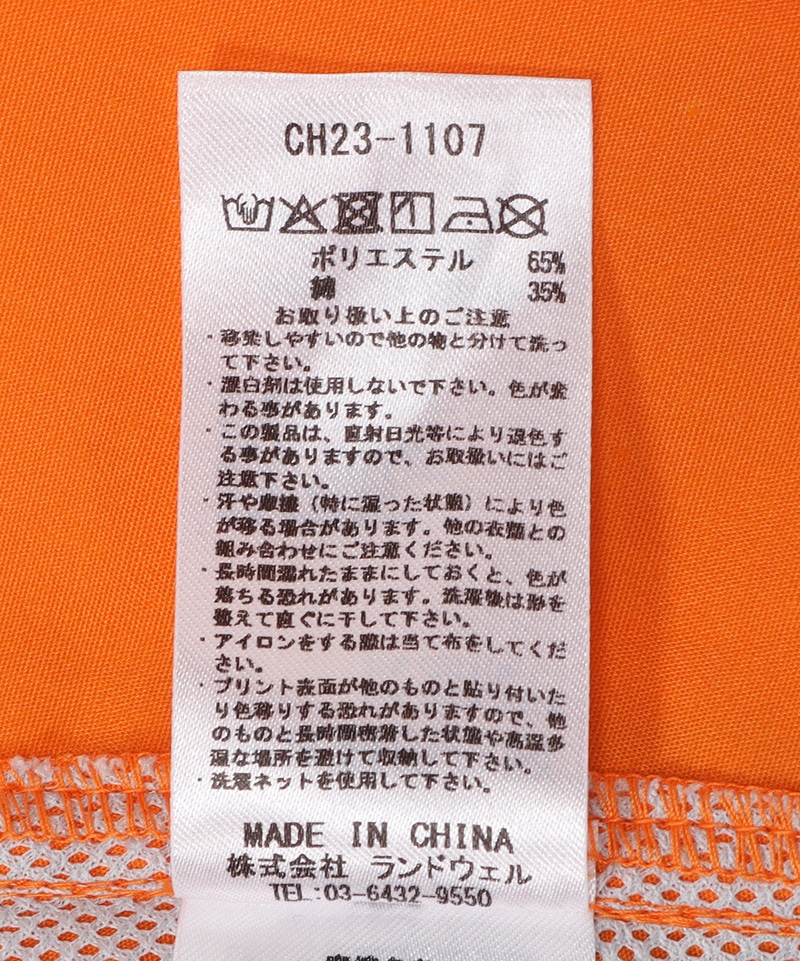 CH23-1107
ポリエステル 65%
綿 35%
お取り扱い上のご注意
・移染しやすいので他の物と分けて洗っ
て下さい。
・漂白剤は使用しないで下さい。色が変
わる事があります。
・この製品は、直射日光等により退色す
る事がありますので、お取扱いにはご
注意下さい。
・汗や摩擦（特に湿った状態）により色
が移る場合があります。他の衣類との
組み合わせにご注意ください。
・長時間濡れたままにしておくと、色が
落ちる恐れがあります。洗濯後は形を
整えて直ぐに干して下さい。
・アイロンをする際は当て布をしてくだ
さい。
・プリント表面が他のものと貼り付いた
り色移りする恐れがありますので、他
のものと長時間密着した状態や高温多
湿な場所を避けて収納して下さい。
・洗濯ネットを使用して下さい。
MADE IN CHINA
株式会社 ランドウェル
TEL:03-6432-9550